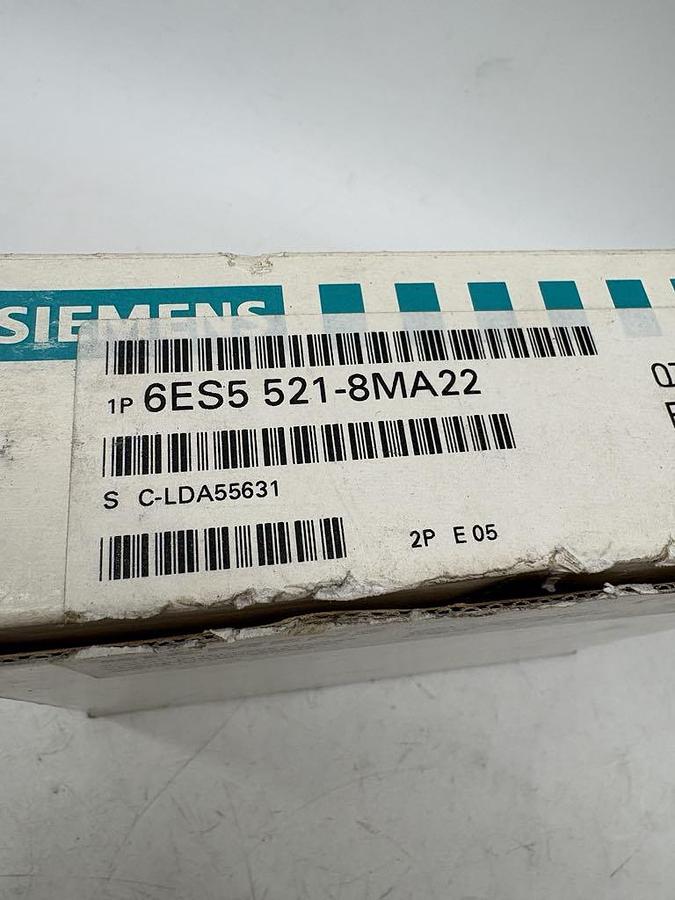 SIEMENS
1P 6ES5 521-8MA22
S C-LDA55631
2P E 05